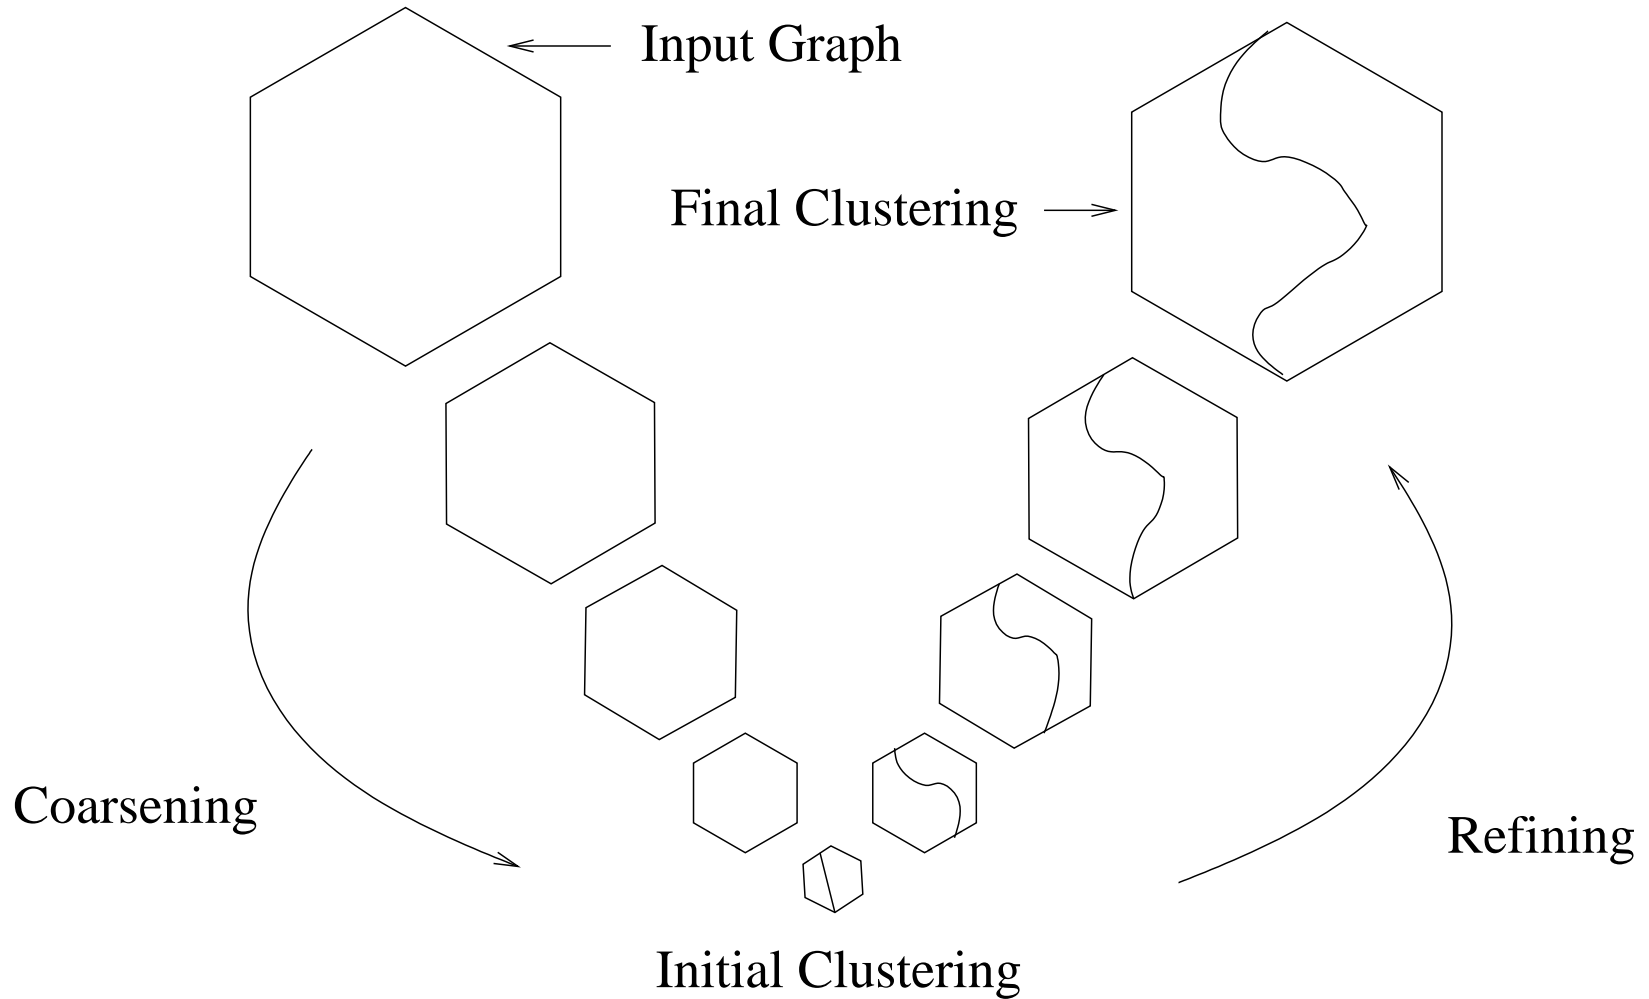 Input Graph
Final Clustering
Coarsening
Refining
Initial Clustering